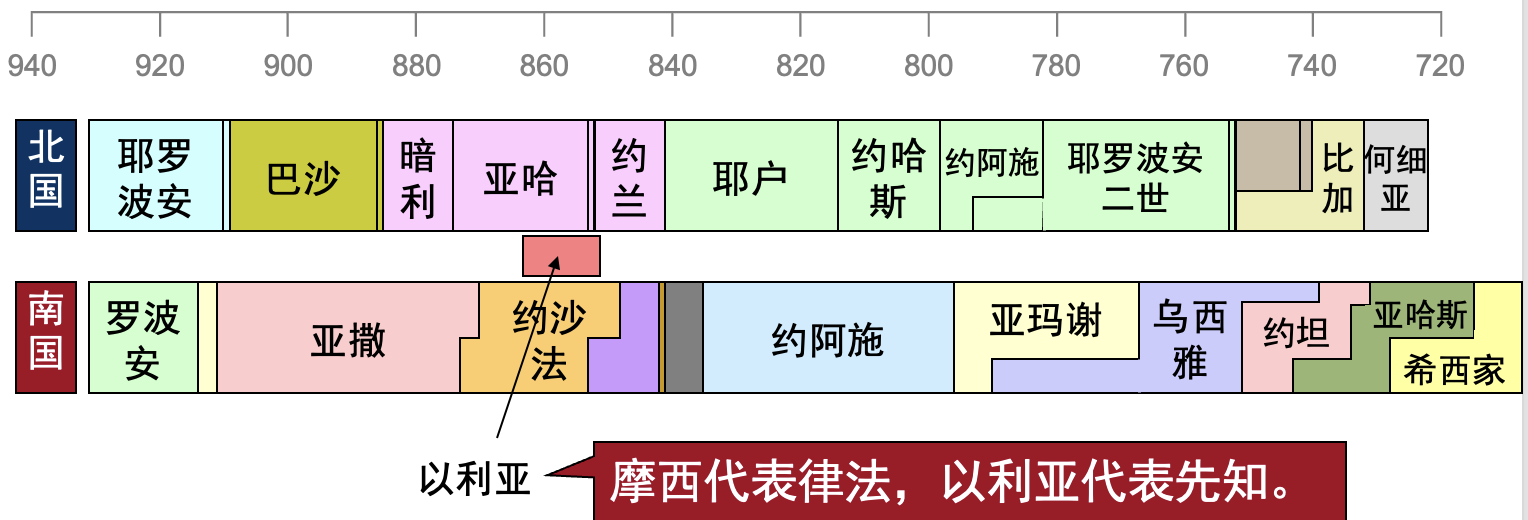 940 920 900 880 860 840 820 800 780 760 740 720
北国
耶罗
波安
巴沙
暗利
亚哈
约兰
耶户
约哈
斯
约阿施
耶罗波安
二世
比加
何细
亚
南国
罗波
安
亚撒
约沙
法
约阿施
亚玛谢
乌西
雅
约坦
亚哈斯
希西家
以利亚
摩西代表律法，以利亚代表先知。